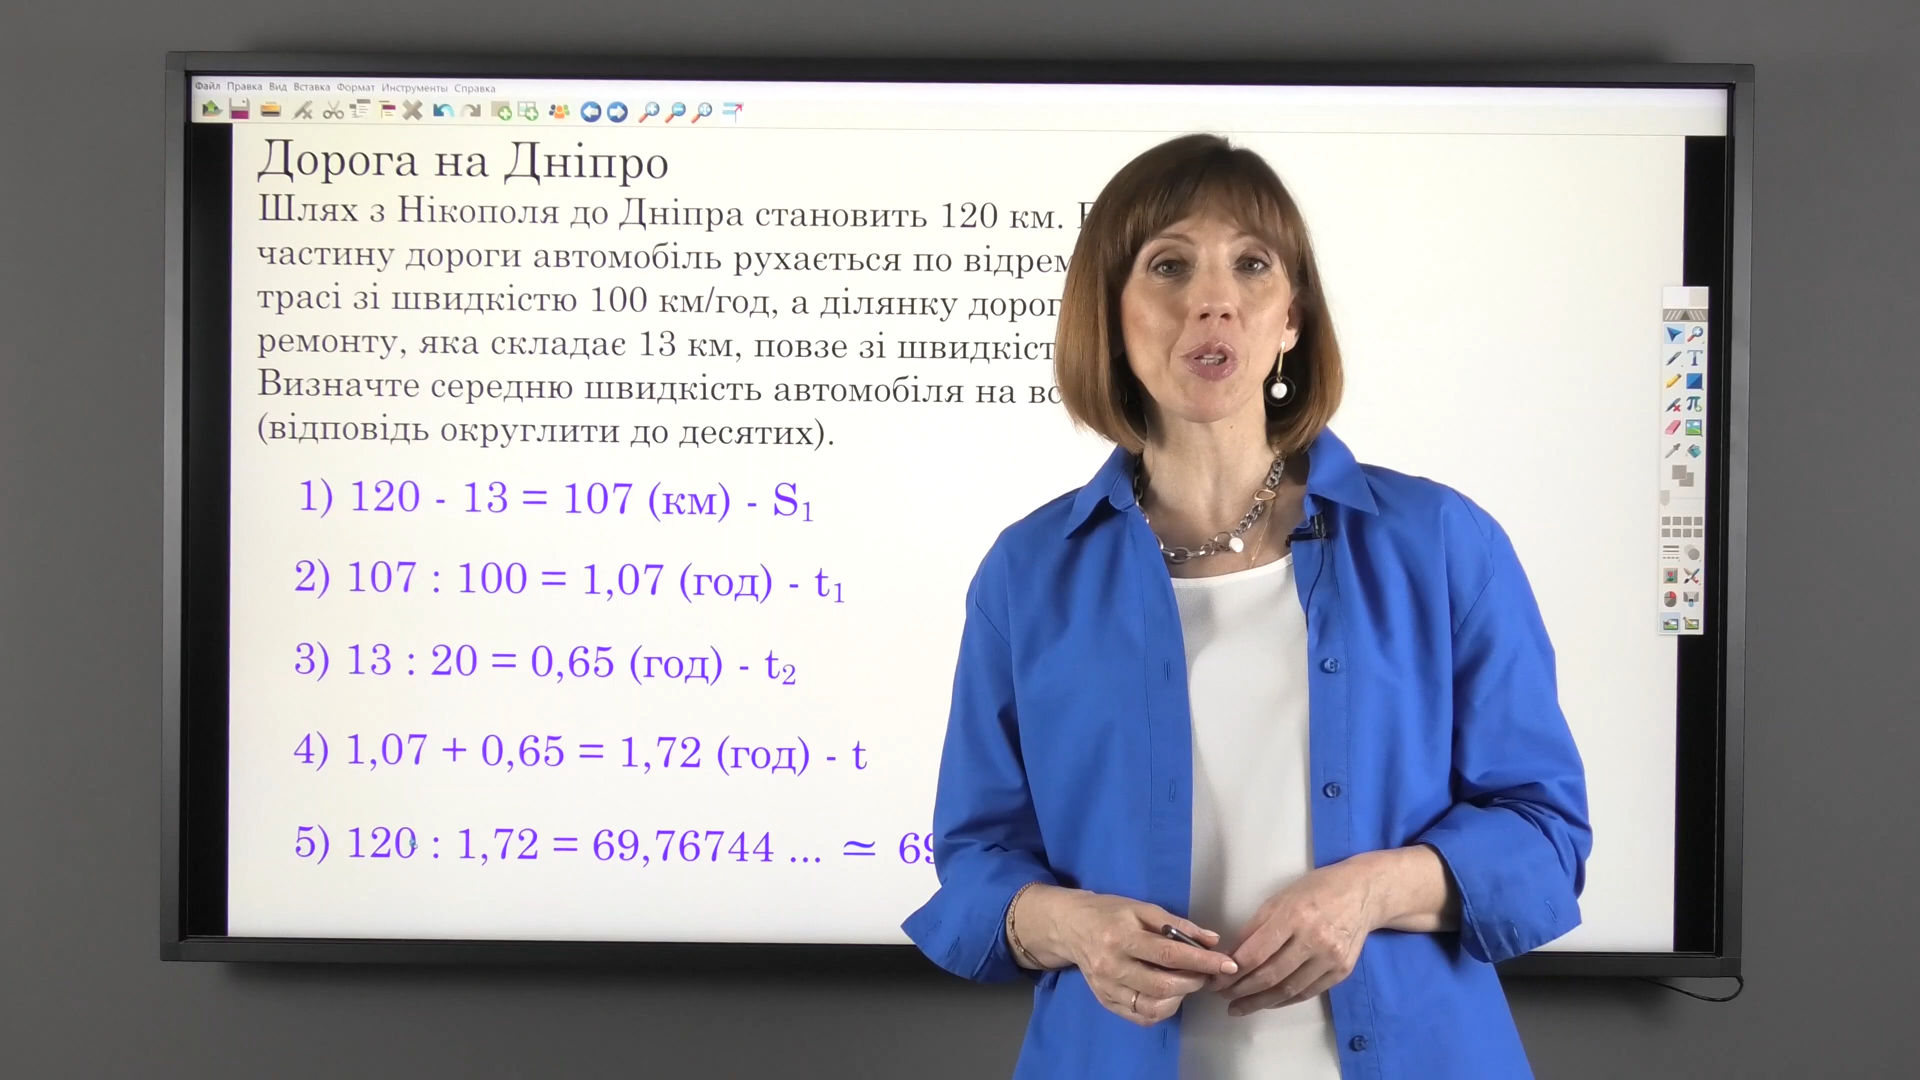 Файл Правка Вид Вставка Формат Инструменты Справка
Дорога на Дніпро
Шлях з Нікополя до Дніпра становить 120 км.
частину дороги автомобіль рухається по
трасі зі швидкістю 100 км/год, а ділянку
ремонту, яка складає 13 км, повзе зі
Визначте середню швидкість автомобіля на
(відповідь округлити до десятих).
1) 120 - 13 = 107 (км) - S₁
2) 107 : 100 = 1,07 (год) - t₁
3) 13 : 20 = 0,65 (год) - t₂
4) 1,07 + 0,65 = 1,72 (год) - t
5) 120 : 1,72 = 69,76744 ... ≃